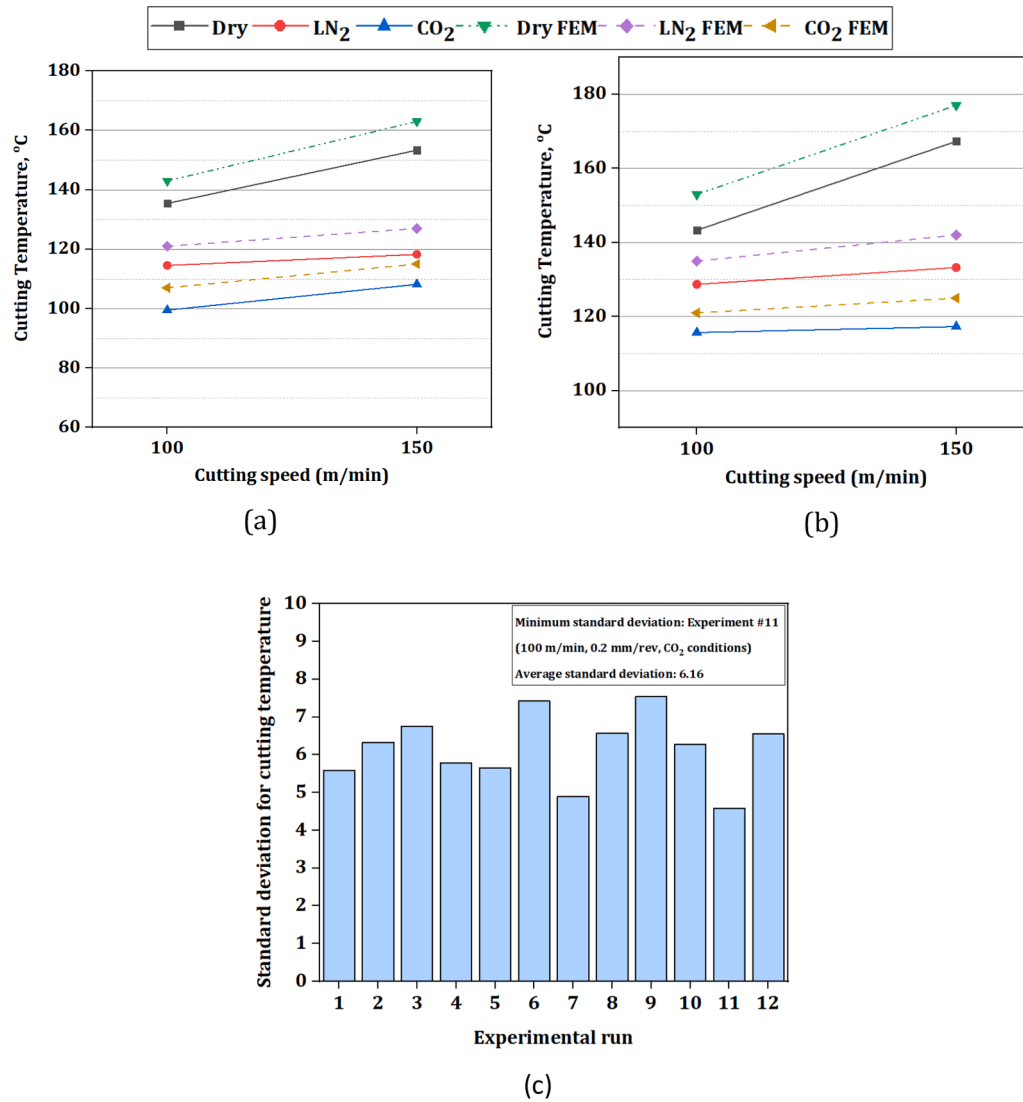 Dry LN2 CO2 Dry FEM LN2 FEM CO2 FEM
Cutting Temperature, ºC
180
160
140
120
100
80
60
100 150
Cutting speed (m/min)
(a)
Cutting Temperature, ºC
180
160
140
120
100
100 150
Cutting speed (m/min)
(b)
Standard deviation for cutting temperature
10
9
8
7
6
5
4
3
2
1
0
Minimum standard deviation: Experiment #11
(100 m/min, 0.2 mm/rev, CO2 conditions)
Average standard deviation: 6.16
1 2 3 4 5 6 7 8 9 10 11 12
Experimental run
(c)